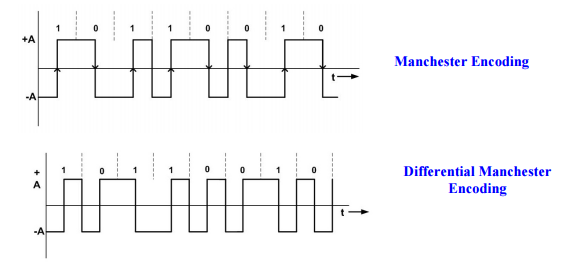 1 0 1 1 0 0 1 0
+A
t
-A
Manchester Encoding
1 0 1 1 0 0 1 0
+
A
t
-A
Differential Manchester
Encoding